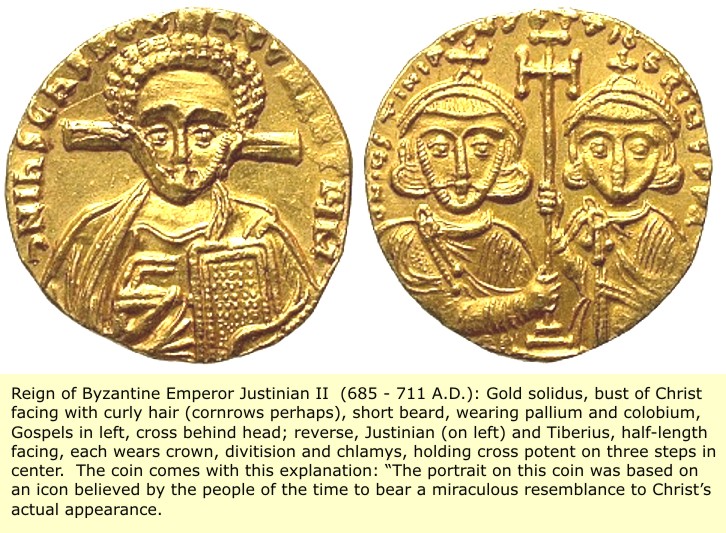 Reign of Byzantine Emperor Justinian II (685 - 711 A.D.): Gold solidus, bust of Christ
facing with curly hair (cornrows perhaps), short beard, wearing pallium and colobium,
Gospels in left, cross behind head; reverse, Justinian (on left) and Tiberius, half-length
facing, each wears crown, divitision and chlamys, holding cross potent on three steps in
center. The coin comes with this explanation: “The portrait on this coin was based on
an icon believed by the people of the time to bear a miraculous resemblance to Christ’s
actual appearance.